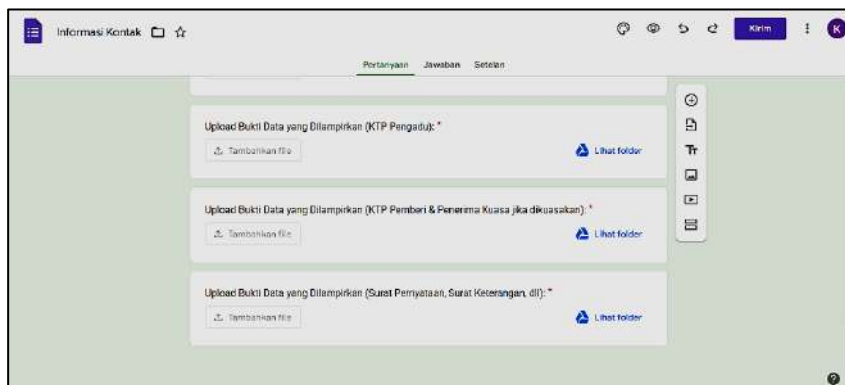 Informasi Kontak
Kirim
K
Pertanyaan Jawaban Setelan
Upload Bukti Data yang Dilampirkan (KTP Pengadu): *
Tambahkan file
Lihat folder
Upload Bukti Data yang Dilampirkan (KTP Pemberi & Penerima Kuasa jika dikuasakan): *
Tambahkan file
Lihat folder
Upload Bukti Data yang Dilampirkan (Surat Pernyataan, Surat Keterangan, dll): *
Tambahkan file
Lihat folder